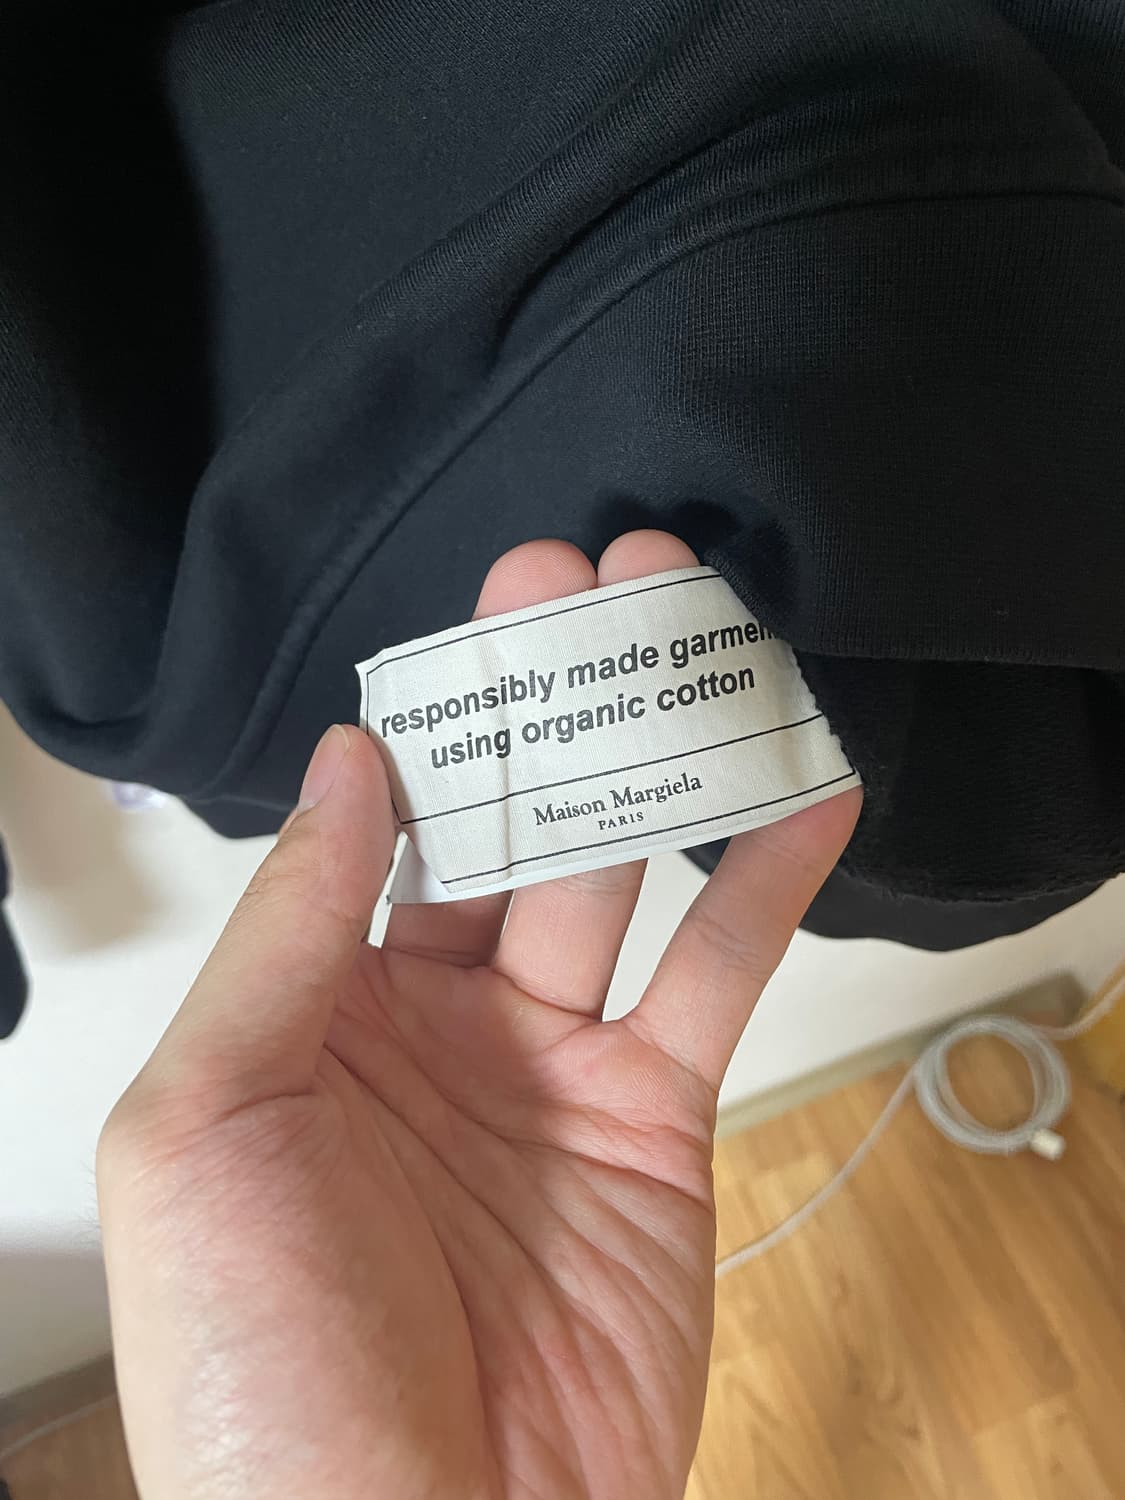 responsibly made garmen
using organic cotton
Maison Margiela
PARIS